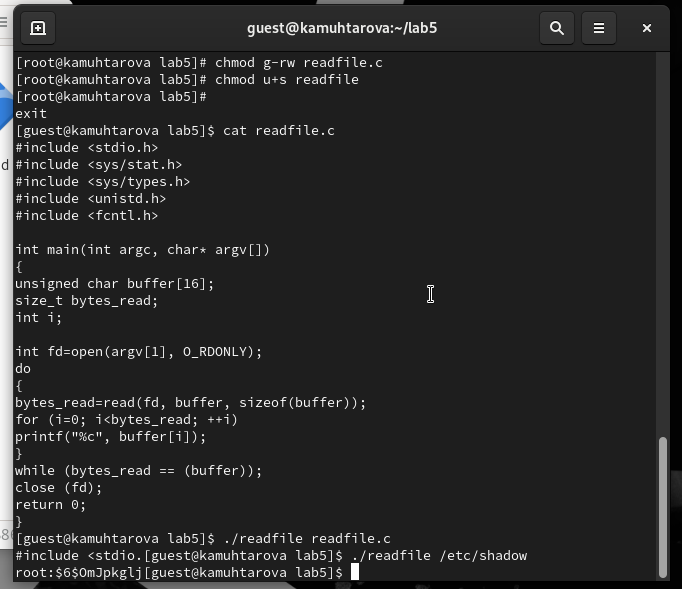 guest@kamuhtarova:~/lab5
[root@kamuhtarova lab5]# chmod g-rw readfile.c
[root@kamuhtarova lab5]# chmod u+s readfile
[root@kamuhtarova lab5]#
exit
[guest@kamuhtarova lab5]$ cat readfile.c
#include <stdio.h>
#include <sys/stat.h>
#include <sys/types.h>
#include <unistd.h>
#include <fcntl.h>
int main(int argc, char* argv[])
{
unsigned char buffer[16];
size_t bytes_read;
int i;
int fd=open(argv[1], O_RDONLY);
do
{
bytes_read=read(fd, buffer, sizeof(buffer));
for (i=0; i<bytes_read; ++i)
printf("%c", buffer[i]);
}
while (bytes_read == (buffer));
close (fd);
return 0;
}
[guest@kamuhtarova lab5]$ ./readfile readfile.c
#include <stdio.[guest@kamuhtarova lab5]$ ./readfile /etc/shadow
root:$6$OmJpkglj[guest@kamuhtarova lab5]$